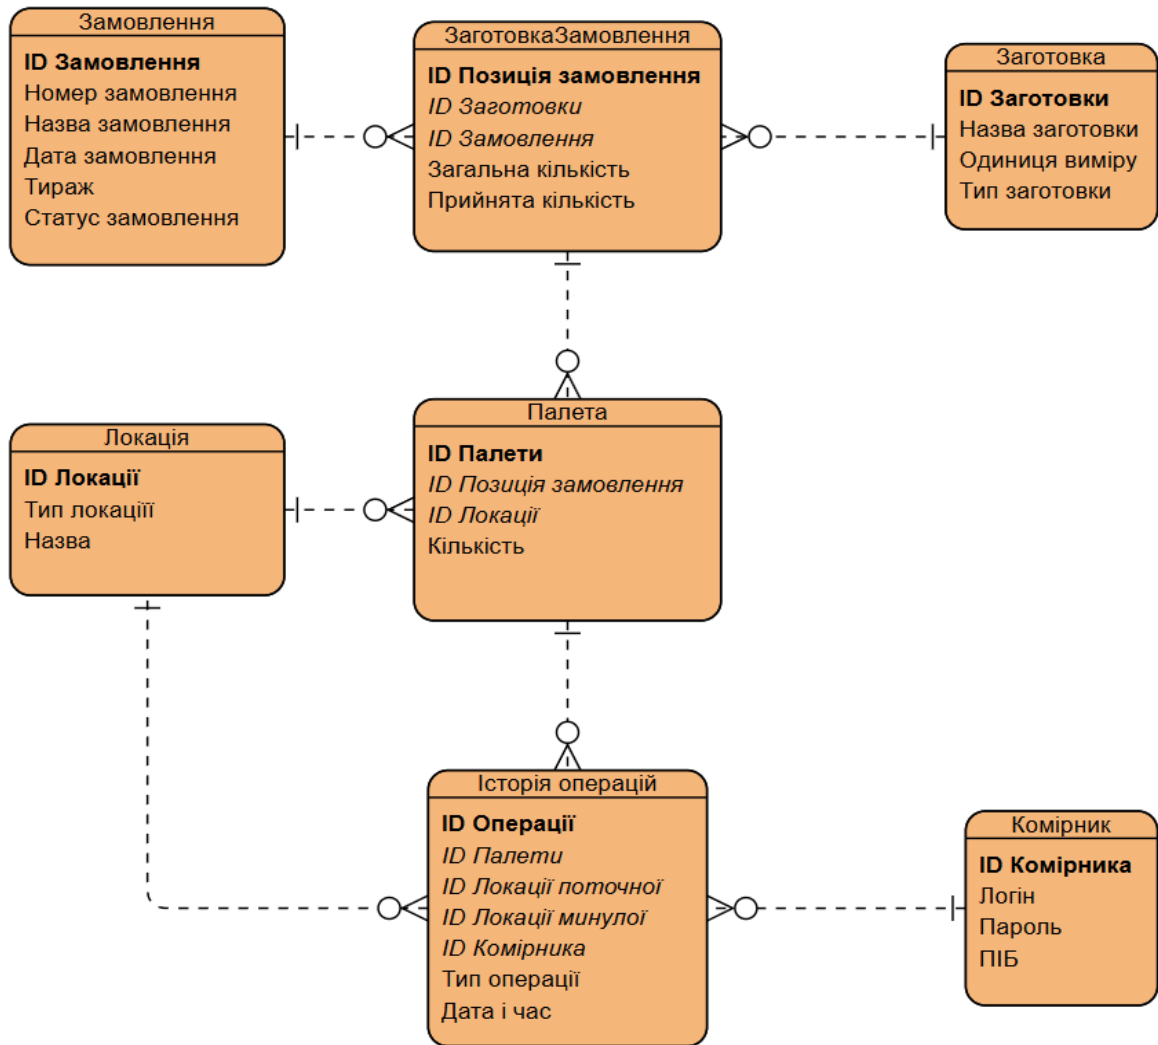 Замовлення
ID Замовлення
Номер замовлення
Назва замовлення
Дата замовлення
Тираж
Статус замовлення
ЗаготовкаЗамовлення
ID Позиція замовлення
ID Заготовки
ID Замовлення
Загальна кількість
Прийнята кількість
Заготовка
ID Заготовки
Назва заготовки
Одиниця виміру
Тип заготовки
Локація
ID Локації
Тип локаціїї
Назва
Палета
ID Палети
ID Позиція замовлення
ID Локації
Кількість
Історія операцій
ID Операції
ID Палети
ID Локації поточної
ID Локації минулої
ID Комірника
Тип операції
Дата і час
Комірник
ID Комірника
Логін
Пароль
ПІБ